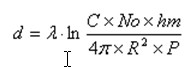 d = λ·ln C × No × hm / 4π × R² × P